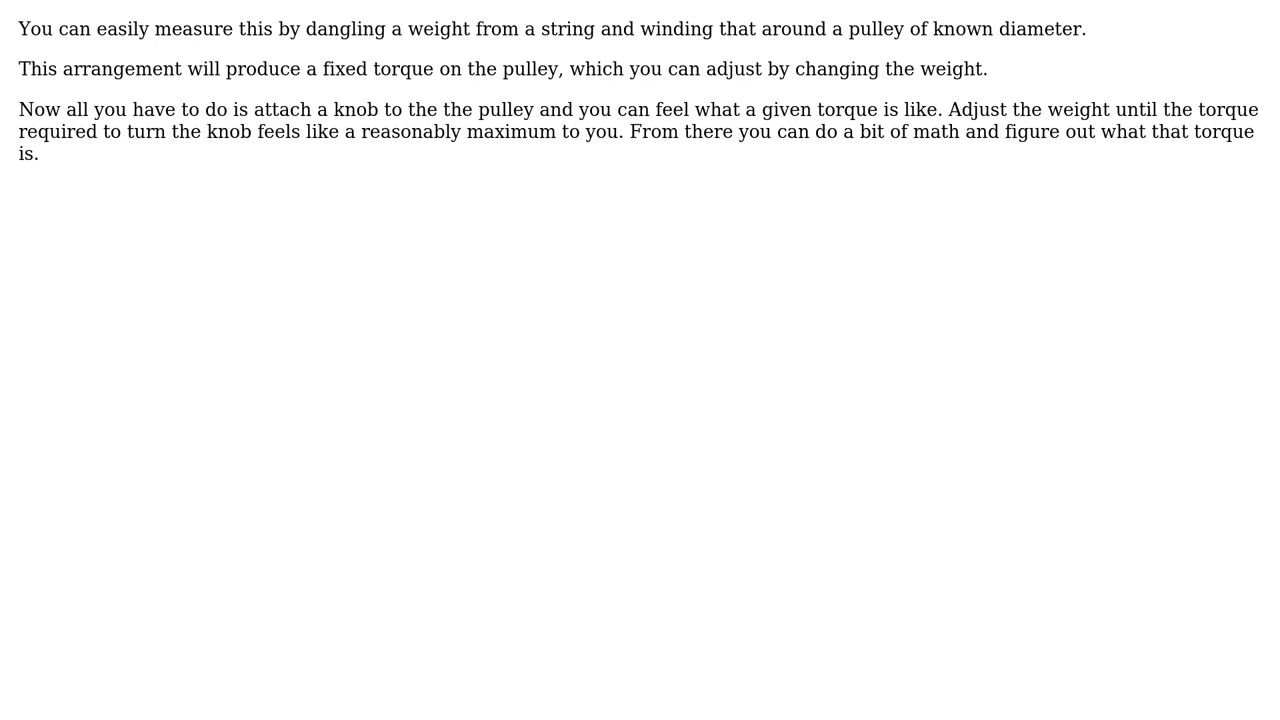 You can easily measure this by dangling a weight from a string and winding that around a pulley of known diameter.
This arrangement will produce a fixed torque on the pulley, which you can adjust by changing the weight.
Now all you have to do is attach a knob to the the pulley and you can feel what a given torque is like. Adjust the weight until the torque
required to turn the knob feels like a reasonably maximum to you. From there you can do a bit of math and figure out what that torque
is.